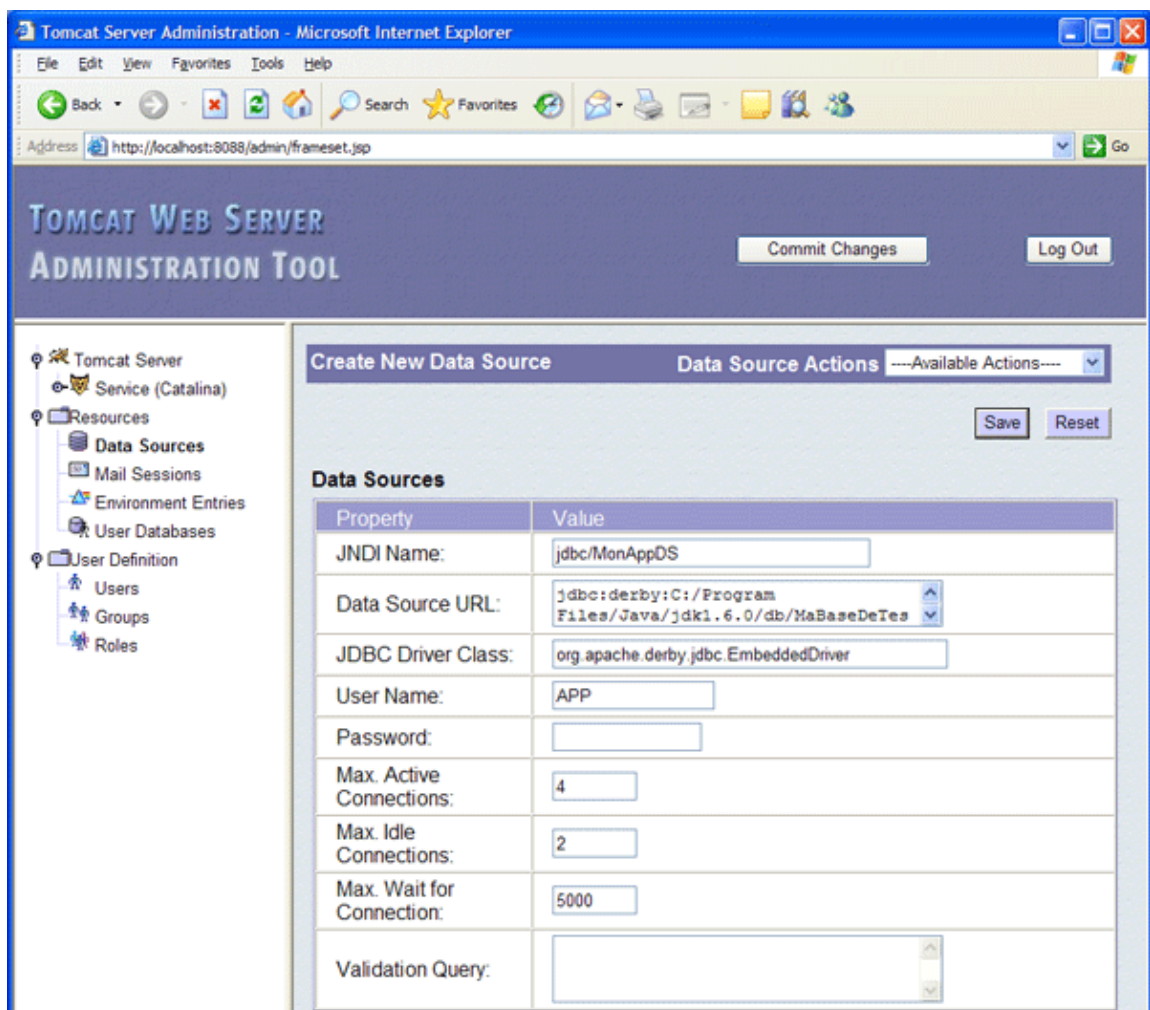 Tomcat Server Administration - Microsoft Internet Explorer
File Edit View Favorites Tools Help
Back Search Favorites
Address http://localhost:8088/admin/frameset.jsp Go
TOMCAT WEB SERVER
ADMINISTRATION TOOL
Commit Changes Log Out
Tomcat Server
Service (Catalina)
Resources
Data Sources
Mail Sessions
Environment Entries
User Databases
User Definition
Users
Groups
Roles
Create New Data Source Data Source Actions ----Available Actions----
Save Reset
Data Sources
Property Value
JNDI Name: jdbc/MonAppDS
Data Source URL: jdbc:derby:C:/Program
Files/Java/jdk1.6.0/db/MaBaseDeTes
JDBC Driver Class: org.apache.derby.jdbc.EmbeddedDriver
User Name: APP
Password:
Max. Active
Connections: 4
Max. Idle
Connections: 2
Max. Wait for
Connection: 5000
Validation Query: